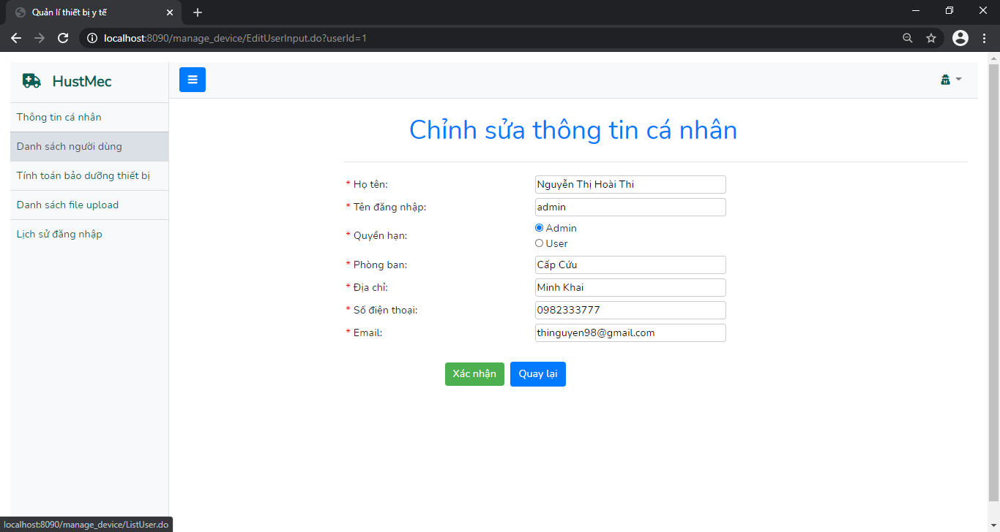 Quản lí thiết bị y tế
localhost:8090/manage_device/EditUserInput.do?userId=1
HustMec
Thông tin cá nhân
Danh sách người dùng
Tính toán bảo dưỡng thiết bị
Danh sách file upload
Lịch sử đăng nhập
Chỉnh sửa thông tin cá nhân
* Họ tên: Nguyễn Thị Hoài Thi
* Tên đăng nhập: admin
* Quyền hạn: Admin
User
* Phòng ban: Cấp Cứu
* Địa chỉ: Minh Khai
* Số điện thoại: 0982333777
* Email: thinguyen98@gmail.com
Xác nhận Quay lại
localhost:8090/manage_device/ListUser.do